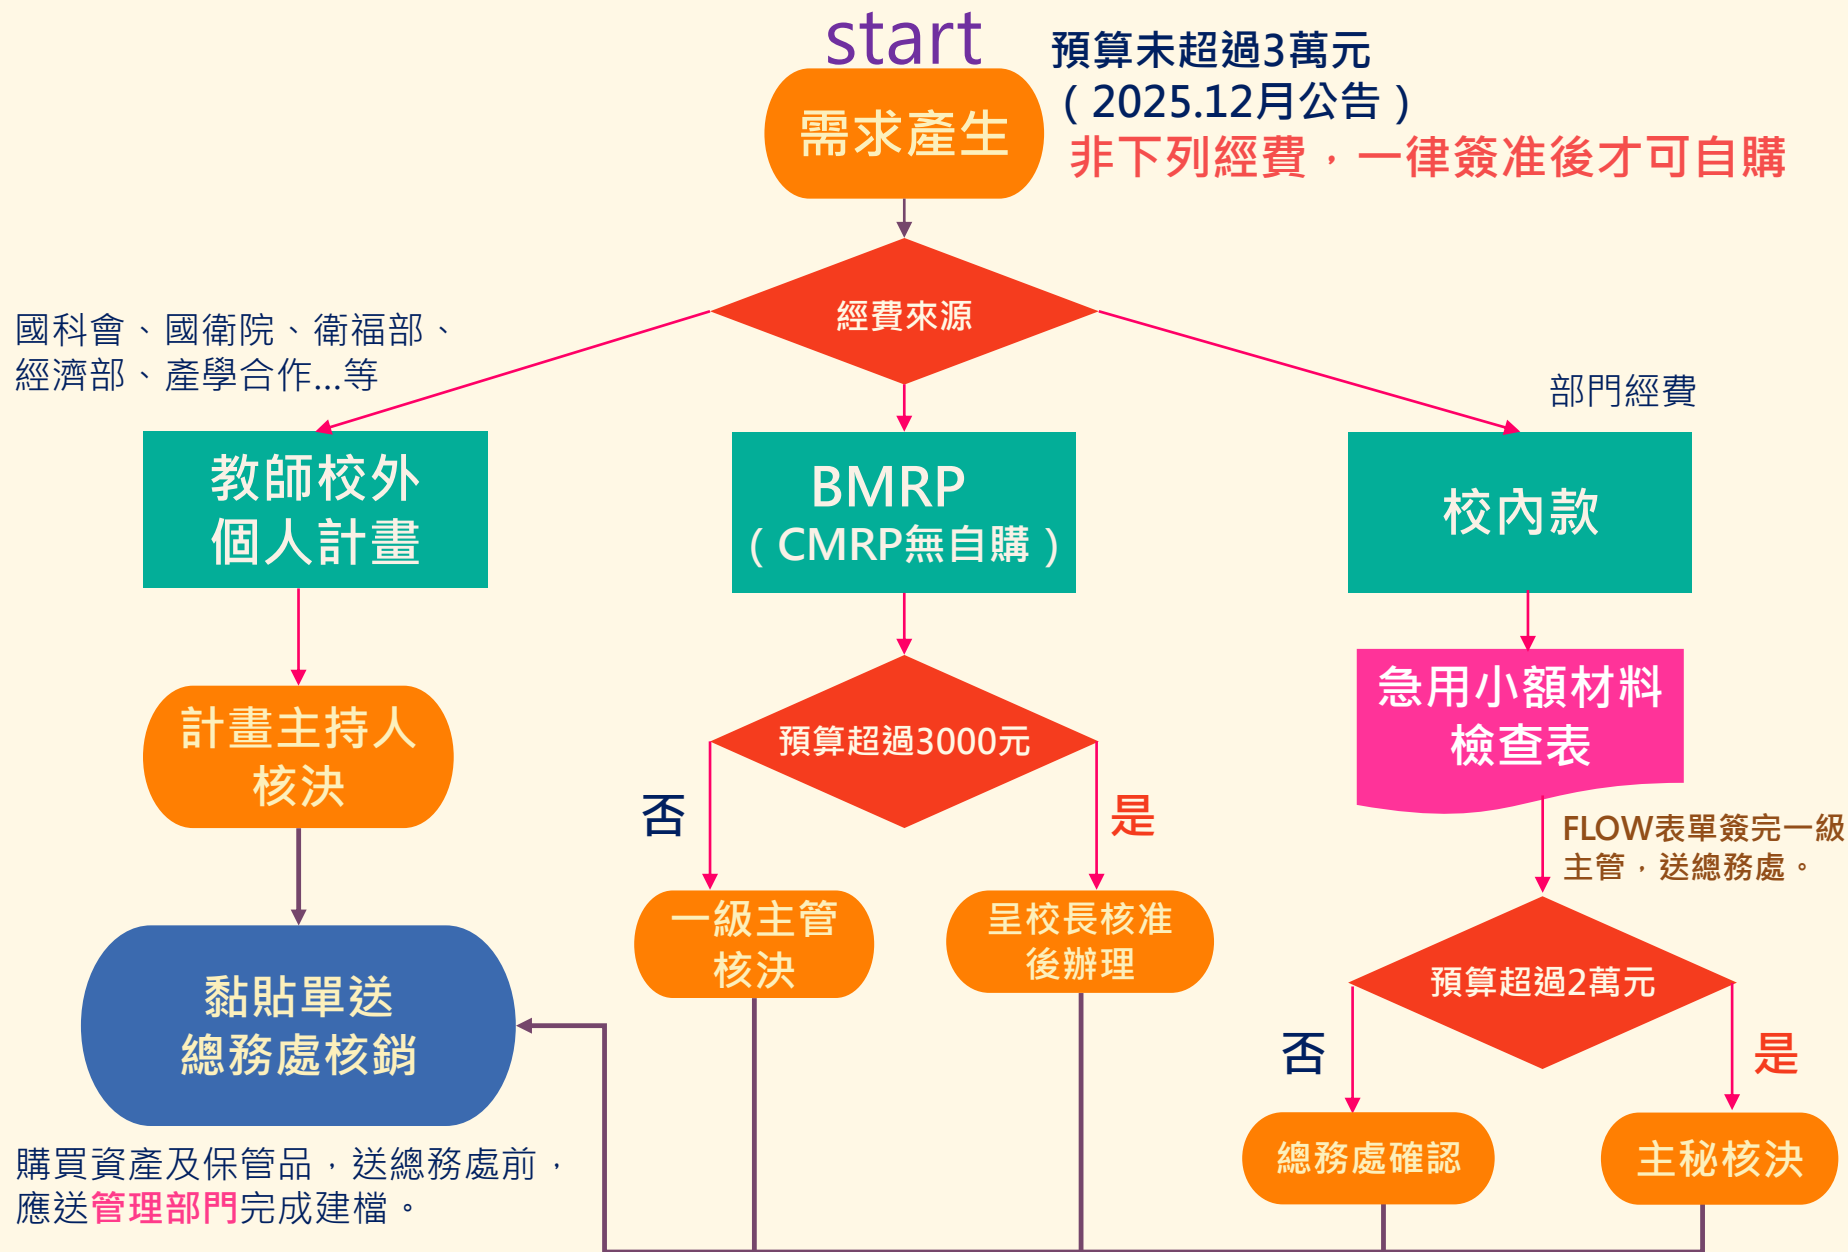 start
預算未超過3萬元
（2025.12月公告）
需求產生
非下列經費，一律簽准後才可自購
經費來源
國科會、國衛院、衛福部、
經濟部、產學合作...等
部門經費
教師校外
個人計畫
BMRP
（CMRP無自購）
校內款
計畫主持人
核決
預算超過3000元
急用小額材料
檢查表
否
是
FLOW表單簽完一級
主管，送總務處。
一級主管
核決
呈校長核准
後辦理
預算超過2萬元
黏貼單送
總務處核銷
否
是
總務處確認
主秘核決
購買資產及保管品，送總務處前，
應送管理部門完成建檔。